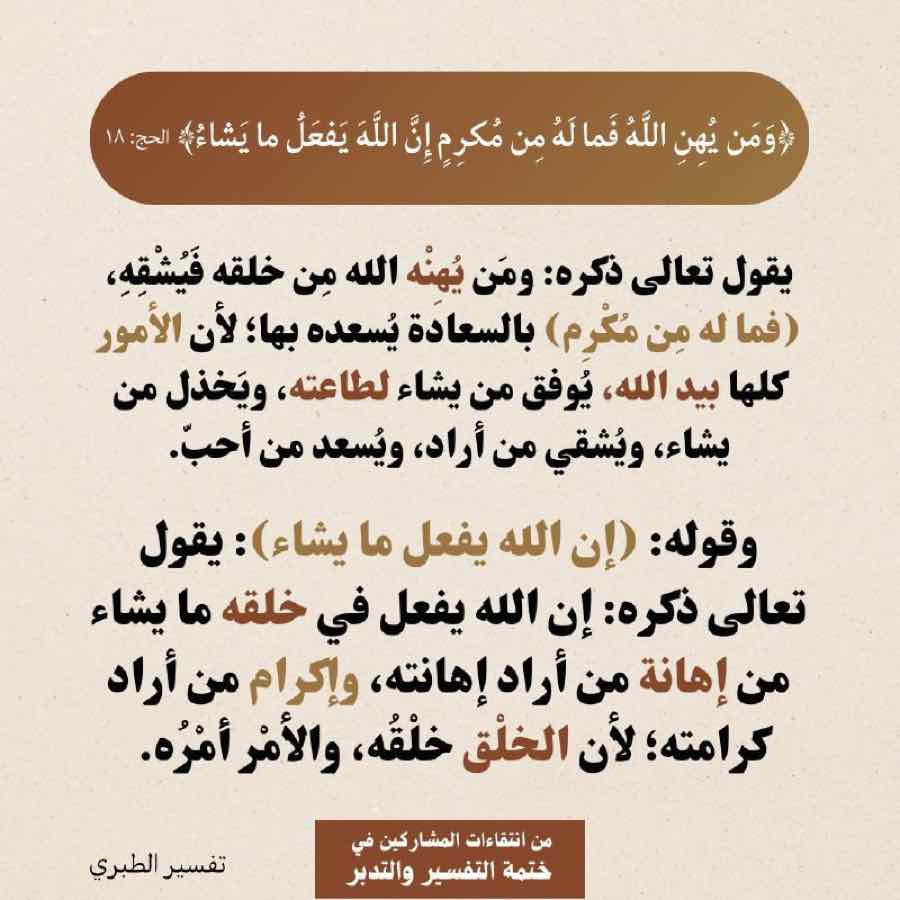 ﴿وَمَن يُهِنِ اللَّهُ فَما لَهُ مِن مُكرِمٍ إِنَّ اللَّهَ يَفعَلُ ما يَشاءُ﴾ الحج: ١٨
يقول تعالى ذكره: ومَن يُهِنْه الله مِن خلقه فَيُشْقِهِ،
(فما له مِن مُكْرِم) بالسعادة يُسعده بها؛ لأن الأمور
كلها بيد الله، يُوفق من يشاء لطاعته، ويَخذل من
يشاء، ويُشقي من أراد، ويُسعد من أحبّ.
وقوله: (إن الله يفعل ما يشاء): يقول
تعالى ذكره: إن الله يفعل في خلقه ما يشاء
من إهانة من أراد إهانته، وإكرام من أراد
كرامته؛ لأن الخلْق خلْقُه، والأمْر أمْرُه.
من انتقاءات المشاركين في
ختمة التفسير والتدبر
تفسير الطبري